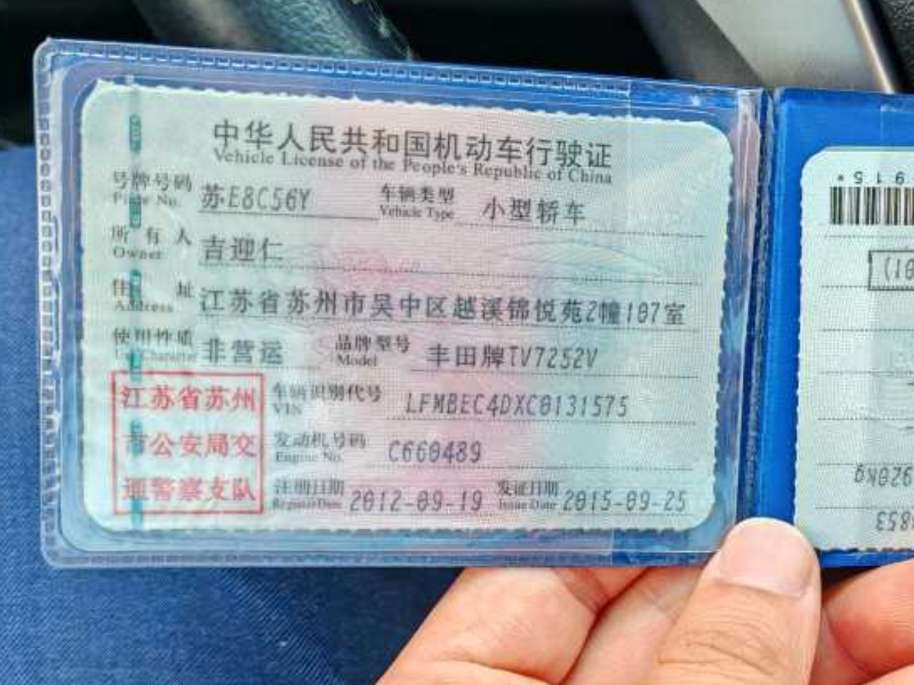 中华人民共和国机动车行驶证
Vehicle License of the People's Republic of China
号牌号码 苏E8C56Y 车辆类型 小型轿车
Plate No. Vehicle Type
所有人 吉迎仁
Owner
住址 江苏省苏州市吴中区越溪锦悦苑2幢107室
Address
使用性质 非营运 品牌型号 丰田牌TV7252V
Use Character Model
江苏省苏州 车辆识别代号 LFMBEC4DXC0131575
VIN
市公安局交 发动机号码 C660489
Engine No.
通警察支队 注册日期 2012-09-19 发证日期 2015-09-25
Register Date Issue Date